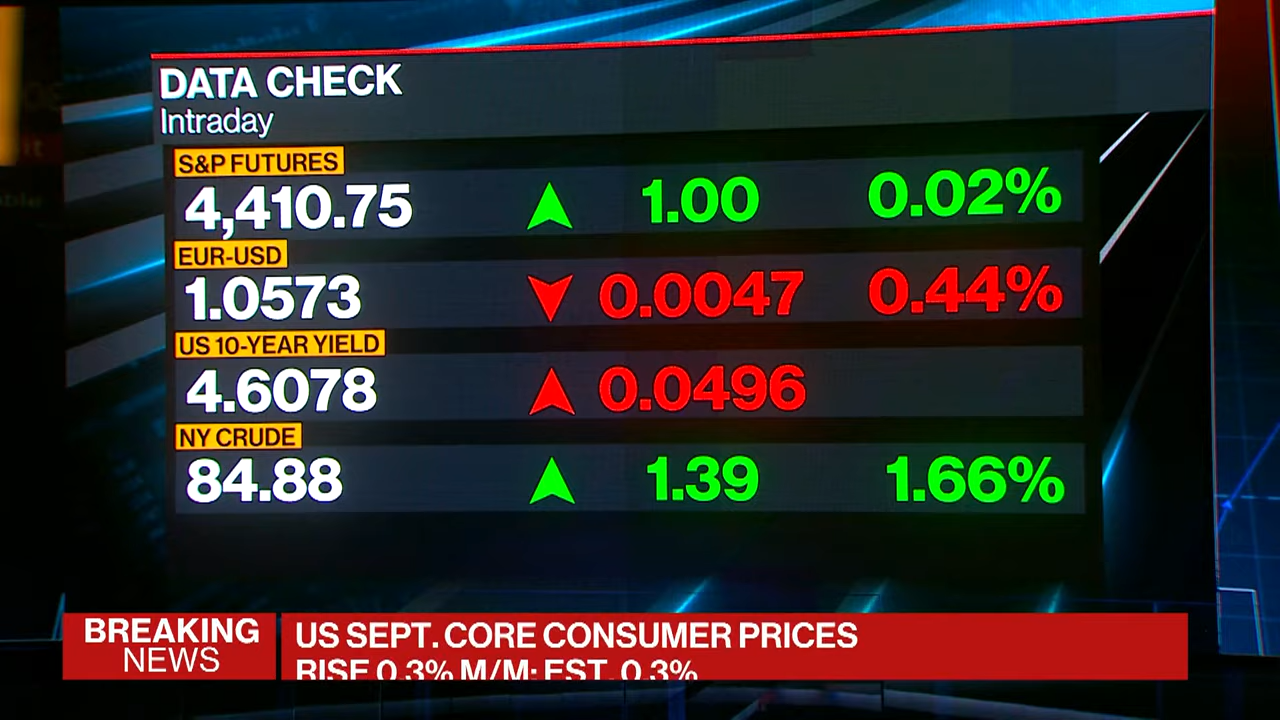 DATA CHECK
Intraday
S&P FUTURES
4,410.75 ▲ 1.00 0.02%
EUR-USD
1.0573 ▼ 0.0047 0.44%
US 10-YEAR YIELD
4.6078 ▲ 0.0496
NY CRUDE
84.88 ▲ 1.39 1.66%
BREAKING
NEWS
US SEPT. CORE CONSUMER PRICES
RISE 0.3% M/M; EST. 0.3%